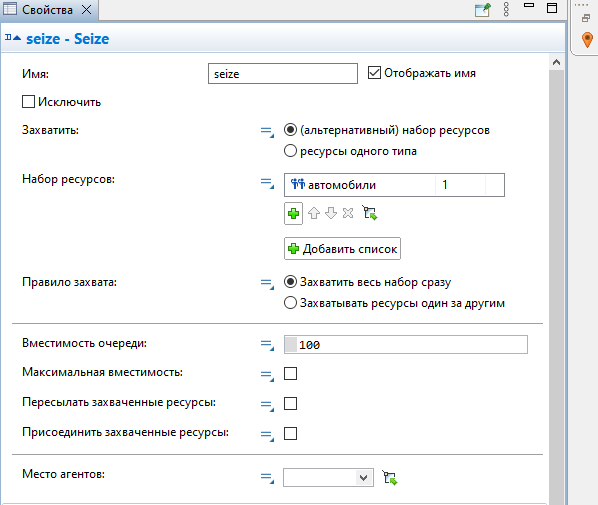 Свойства
seize - Seize
Имя: seize Отображать имя
Исключить
Захватить: (альтернативный) набор ресурсов
ресурсы одного типа
Набор ресурсов: автомобили 1
Добавить список
Правило захвата: Захватить весь набор сразу
Захватывать ресурсы один за другим
Вместимость очереди: 100
Максимальная вместимость:
Пересылать захваченные ресурсы:
Присоединить захваченные ресурсы:
Место агентов: